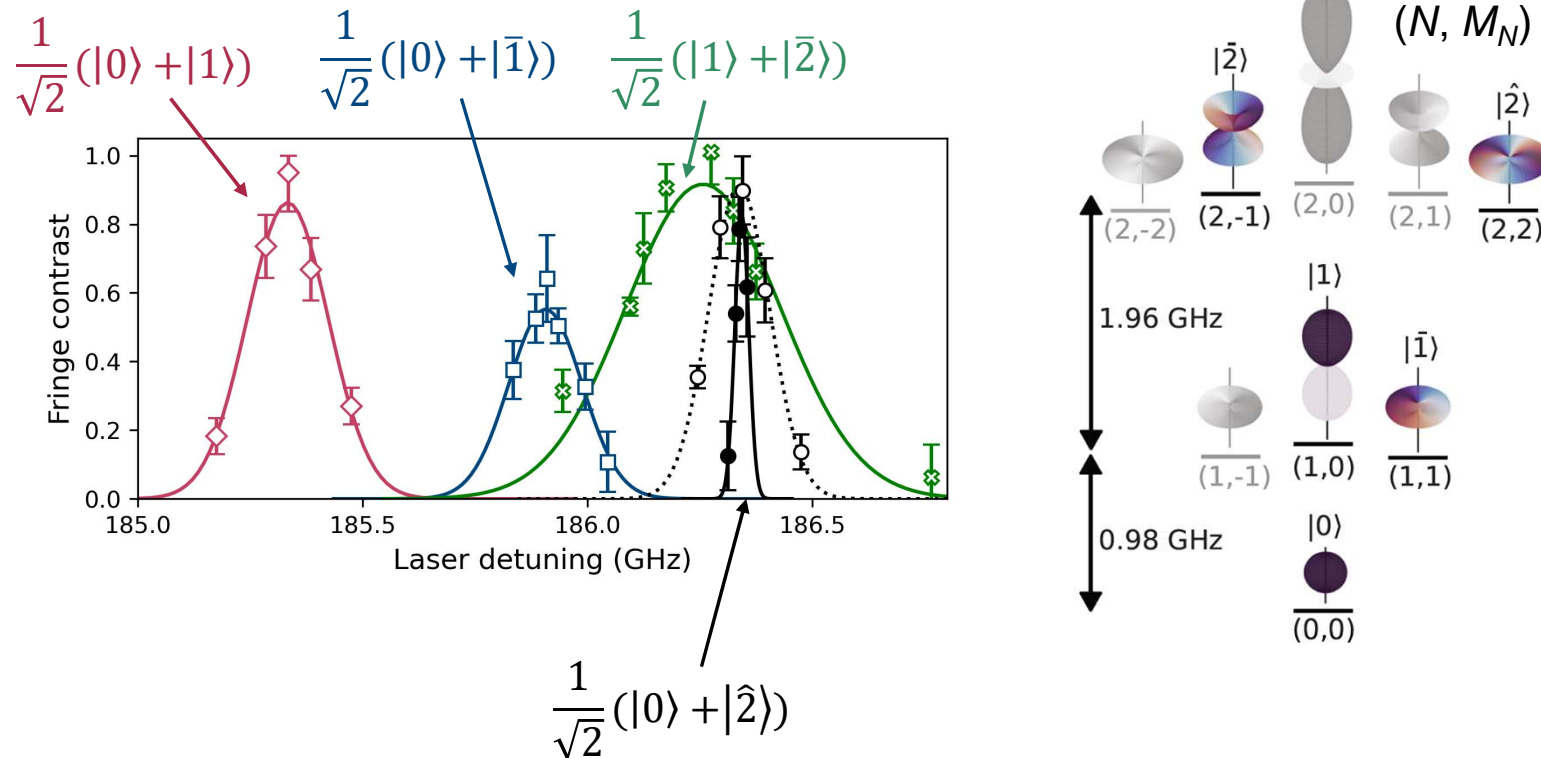 1/√2 (|0⟩ +|1⟩)
1/√2 (|0⟩ +|1̄⟩)
1/√2 (|1⟩ +|2̄⟩)
Fringe contrast
1.0
0.8
0.6
0.4
0.2
0.0
185.0 185.5 186.0 186.5
Laser detuning (GHz)
1/√2 (|0⟩ +|2̂⟩)
(N, M_N)
|2̄⟩
|2̂⟩
(2,-2) (2,-1) (2,0) (2,1) (2,2)
1.96 GHz
|1⟩
|1̄⟩
(1,-1) (1,0) (1,1)
0.98 GHz
|0⟩
(0,0)